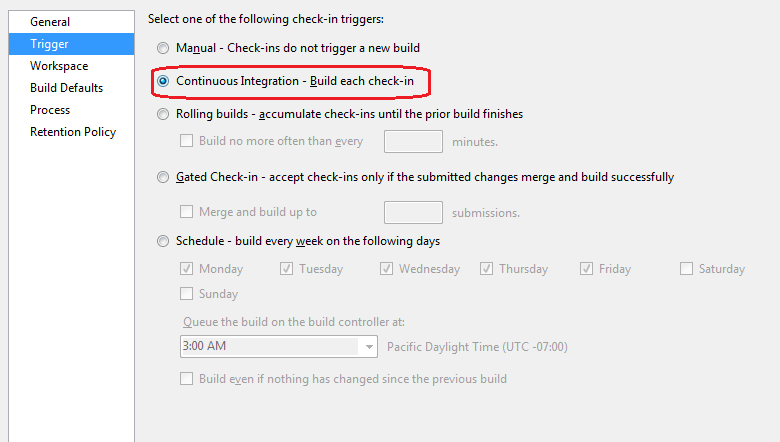 General
Trigger
Workspace
Build Defaults
Process
Retention Policy
Select one of the following check-in triggers:
Manual - Check-ins do not trigger a new build
Continuous Integration - Build each check-in
Rolling builds - accumulate check-ins until the prior build finishes
Build no more often than every minutes.
Gated Check-in - accept check-ins only if the submitted changes merge and build successfully
Merge and build up to submissions.
Schedule - build every week on the following days
Monday Tuesday Wednesday Thursday Friday Saturday
Sunday
Queue the build on the build controller at:
3:00 AM Pacific Daylight Time (UTC -07:00)
Build even if nothing has changed since the previous build